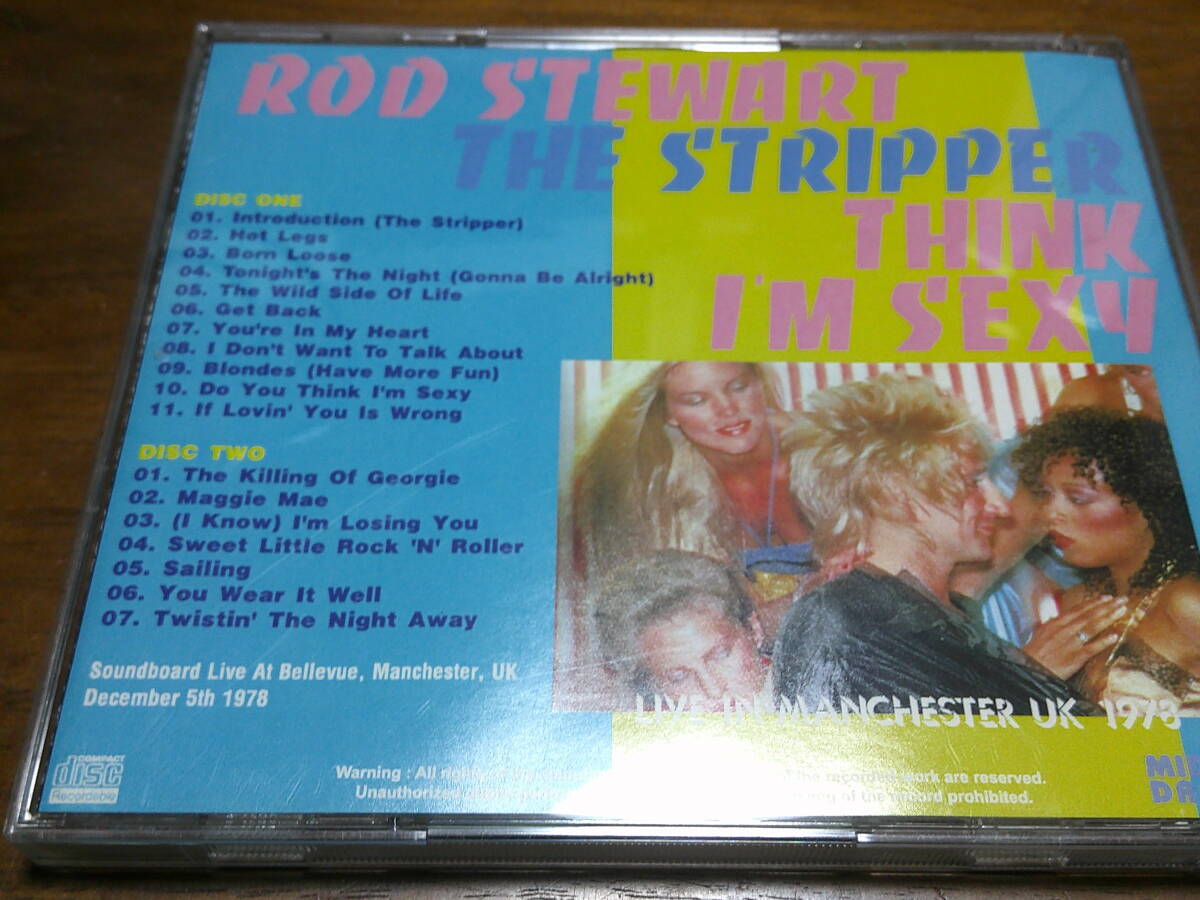 ROD STEWART
THE STRIPPER
THINK
I'M SEXY
DISC ONE
01. Introduction (The Stripper)
02. Hot Legs
03. Born Loose
04. Tonight's The Night (Gonna Be Alright)
05. The Wild Side Of Life
06. Get Back
07. You're In My Heart
08. I Don't Want To Talk About
09. Blondes (Have More Fun)
10. Do You Think I'm Sexy
11. If Lovin' You Is Wrong
DISC TWO
01. The Killing Of Georgie
02. Maggie Mae
03. (I Know) I'm Losing You
04. Sweet Little Rock 'N' Roller
05. Sailing
06. You Wear It Well
07. Twistin' The Night Away
Soundboard Live At Bellevue, Manchester, UK
December 5th 1978
LIVE IN MANCHESTER UK 1978
COMPACT
disc
Recordable
Warning : All the recorded work are reserved.
Unauthorized of the record prohibited.